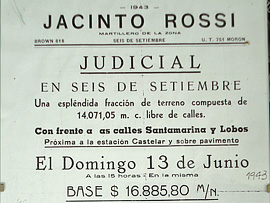 - 1943 -
JACINTO ROSSI
MARTILLERO DE LA ZONA
BROWN 818 SEIS DE SETIEMBRE U. T. 751 MORON
JUDICIAL
EN SEIS DE SETIEMBRE
Una espléndida fracción de terreno compuesta de
14.071,05 m. c. libre de calles.
Con frente a as calles Santamarina y Lobos
Próxima a la estación Castelar y sobre pavimento
El Domingo 13 de Junio
A las 15 horas - En la misma
1943
BASE $ 16.885,80 M/N.